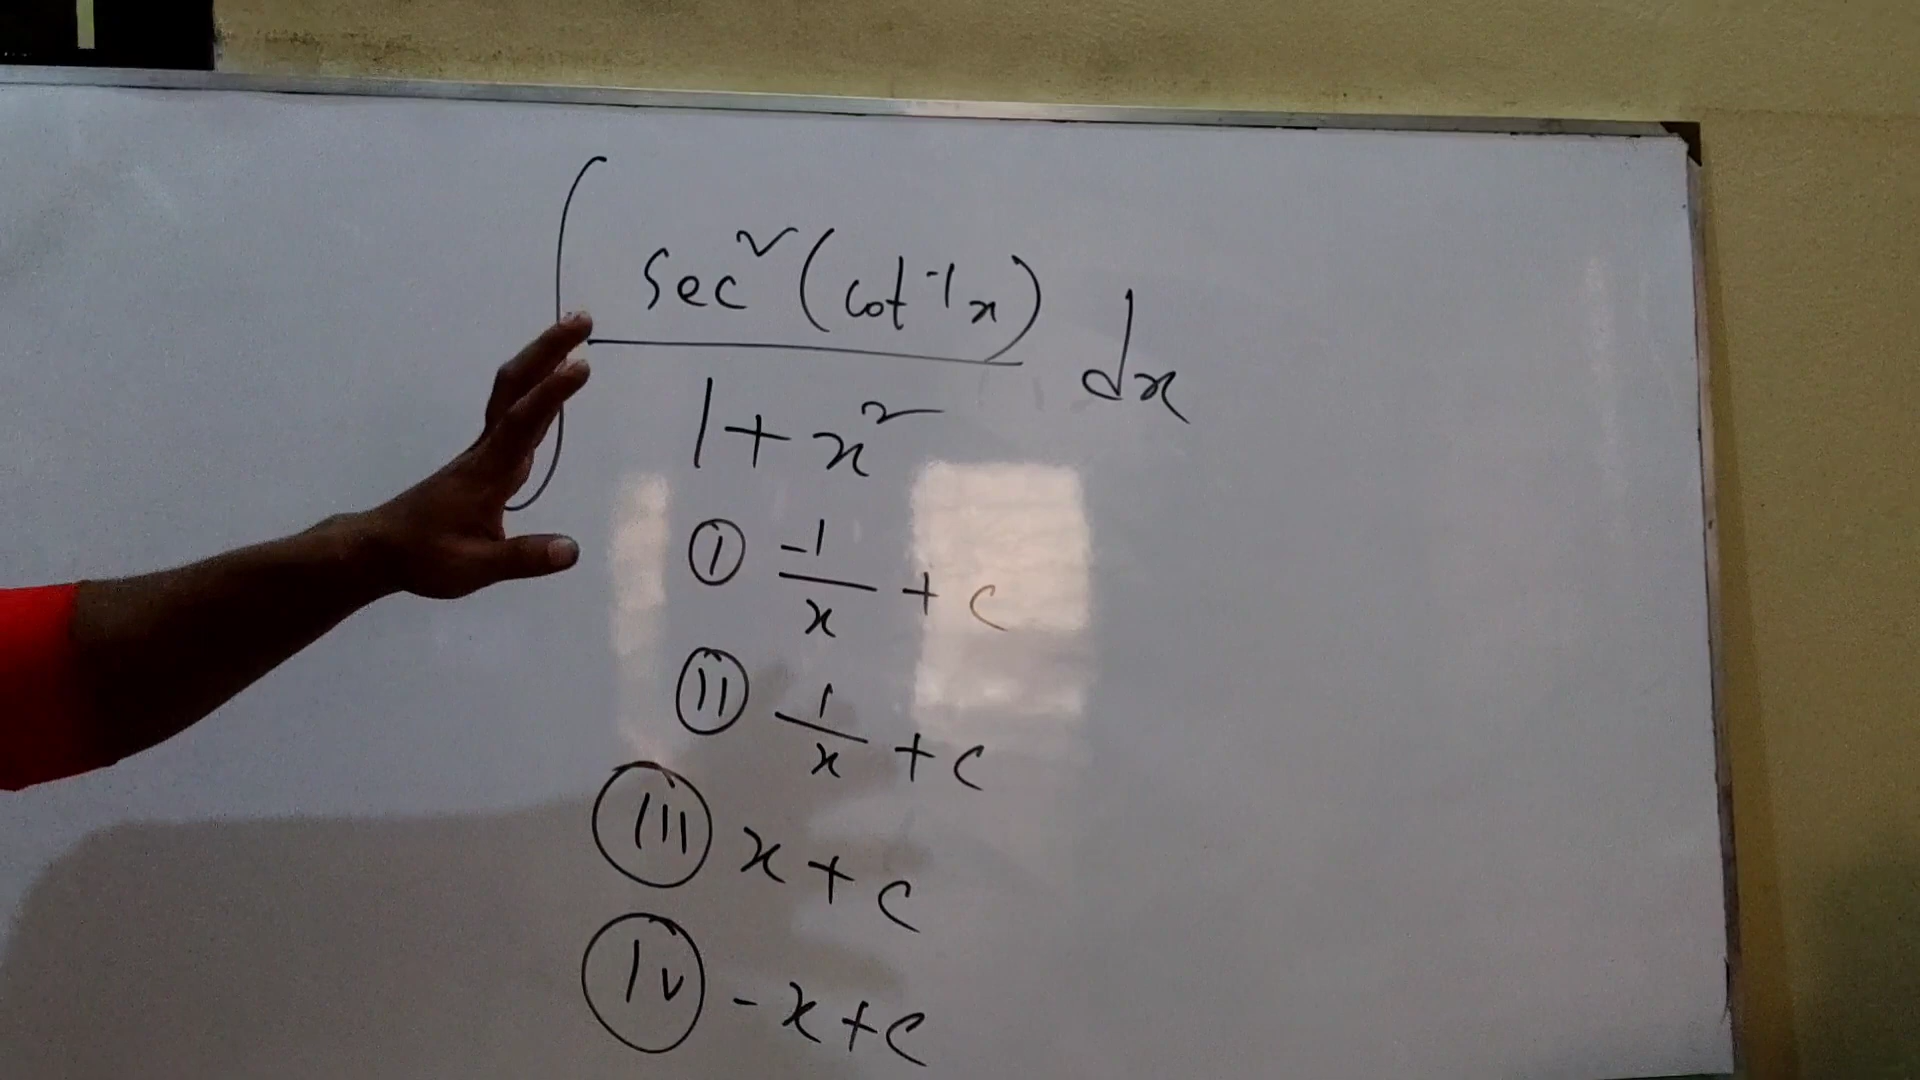 ∫ sec²(cot⁻¹x) / 1+x² dx
(i) -1/x + c
(ii) 1/x + c
(iii) x + c
(iv) -x+c